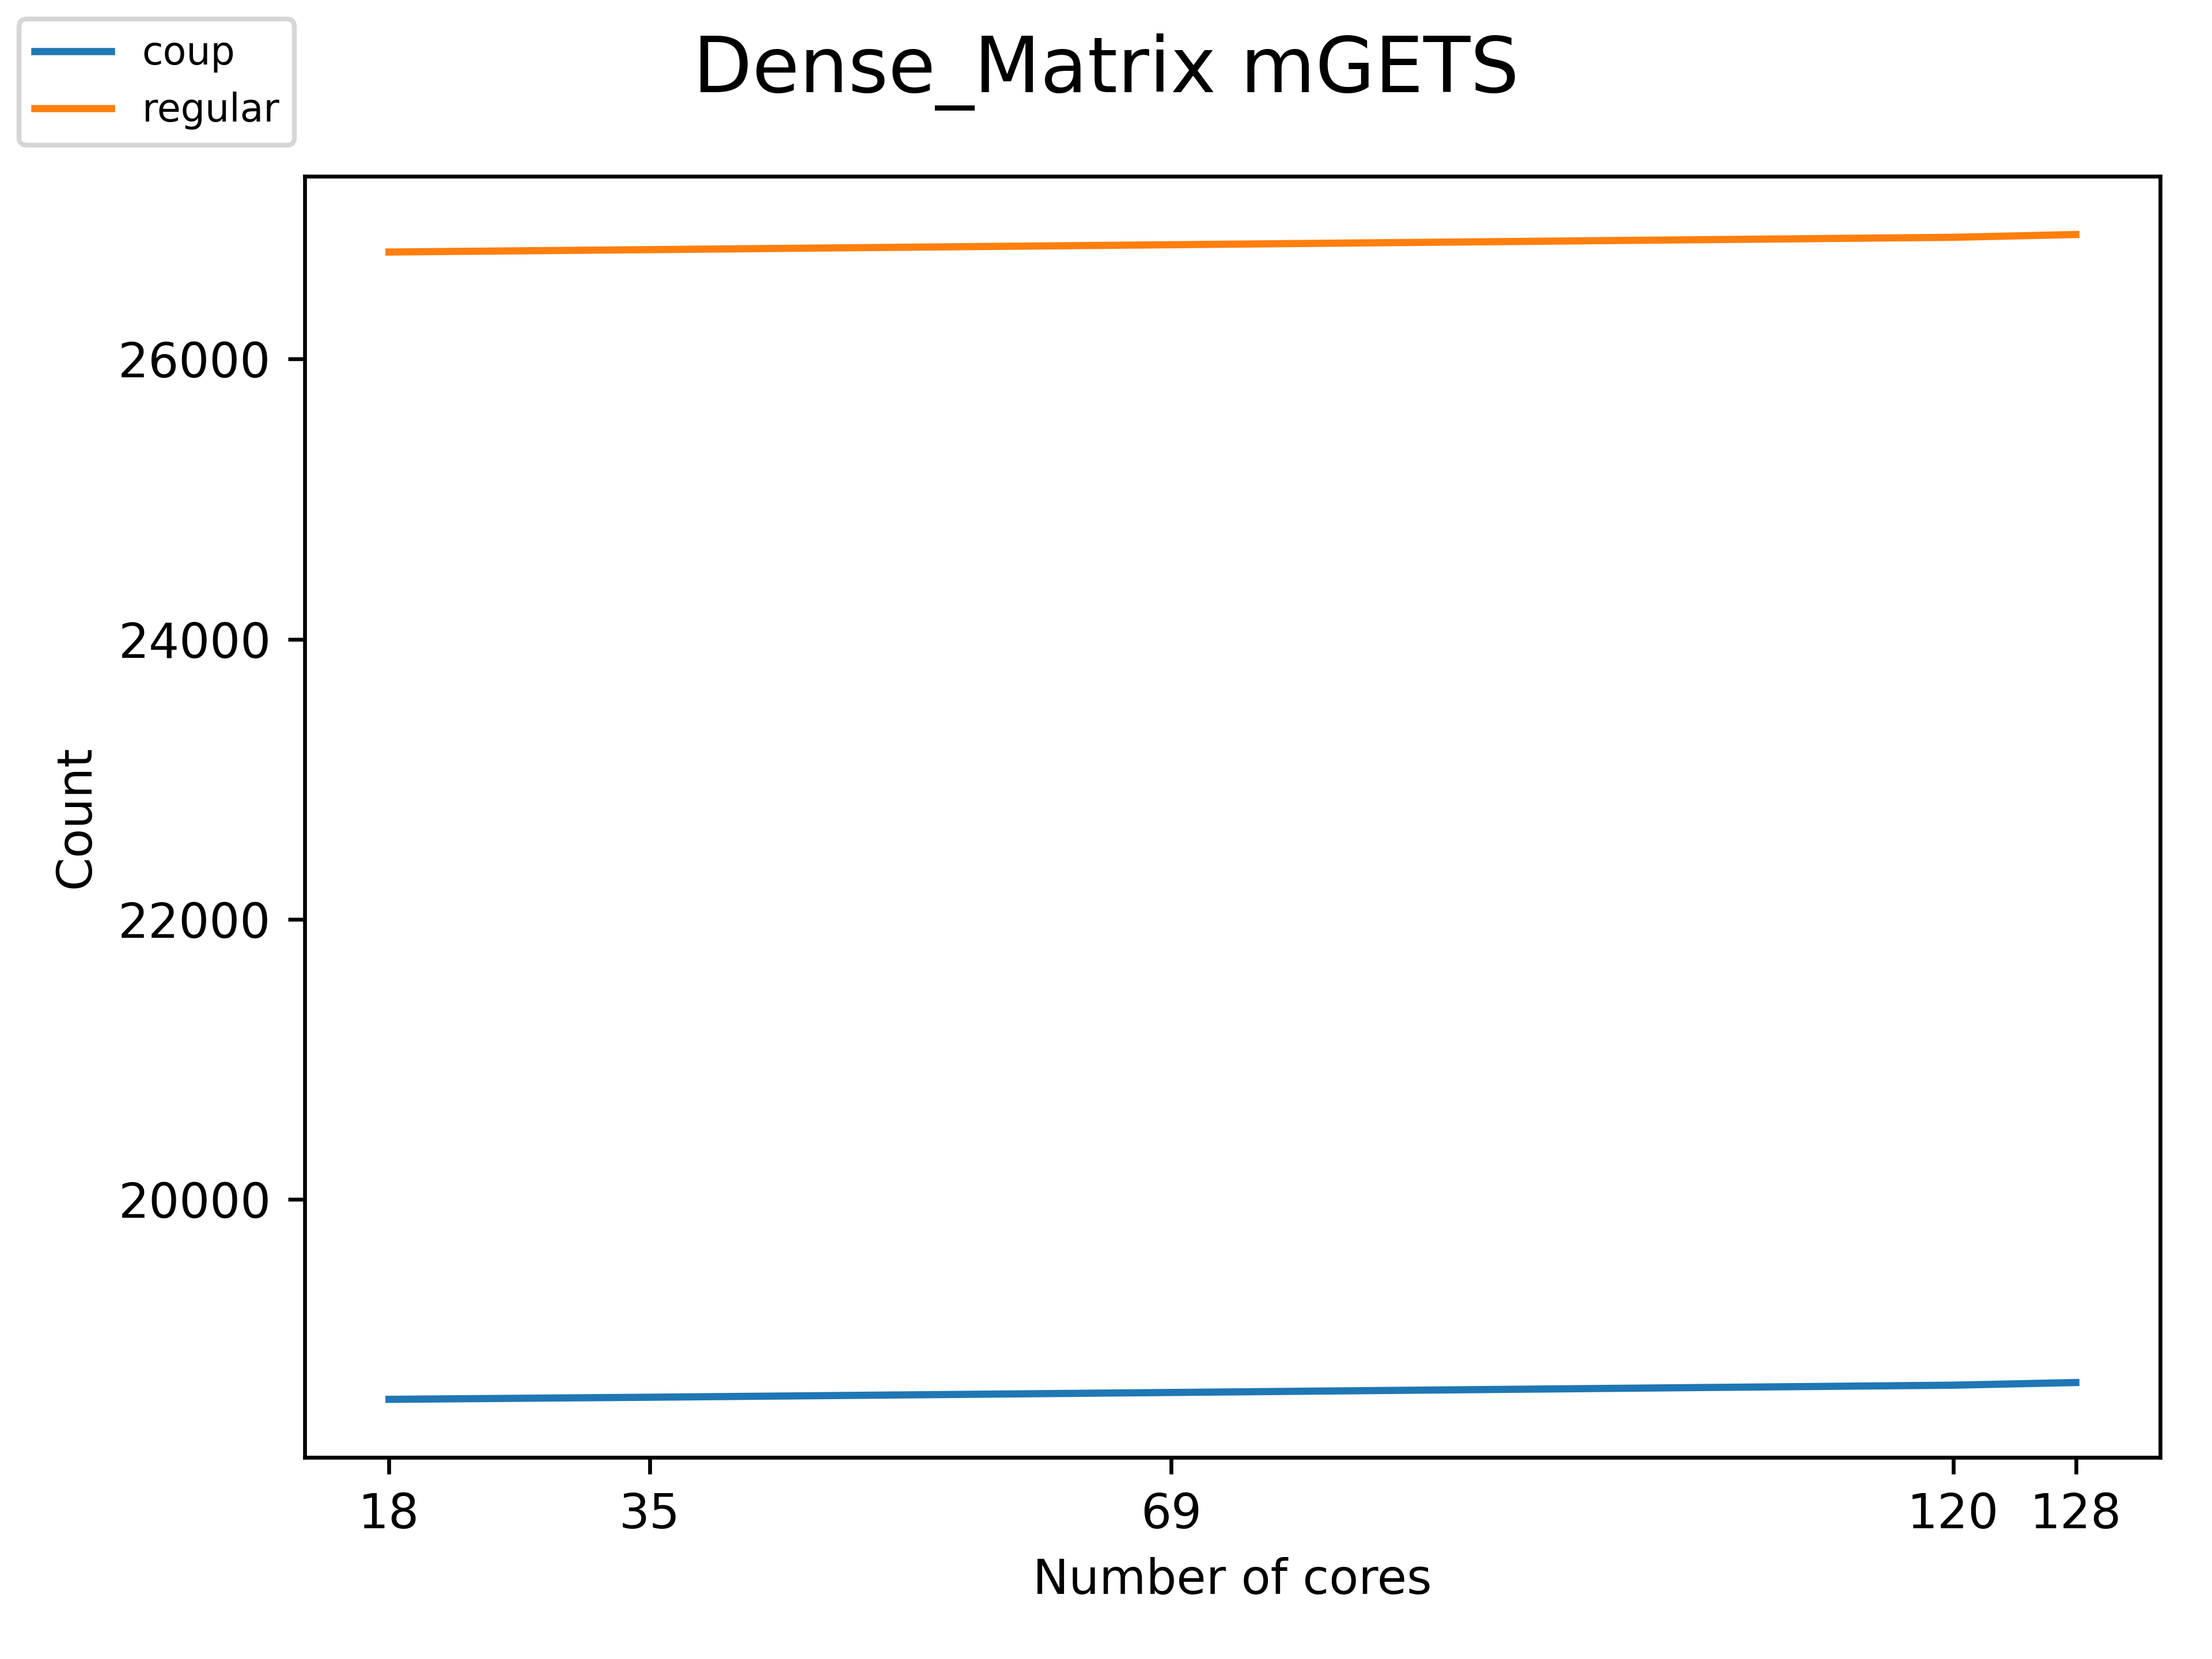 coup
regular
Dense_Matrix mGETS
26000
24000
22000
20000
Count
18 35 69 120 128
Number of cores